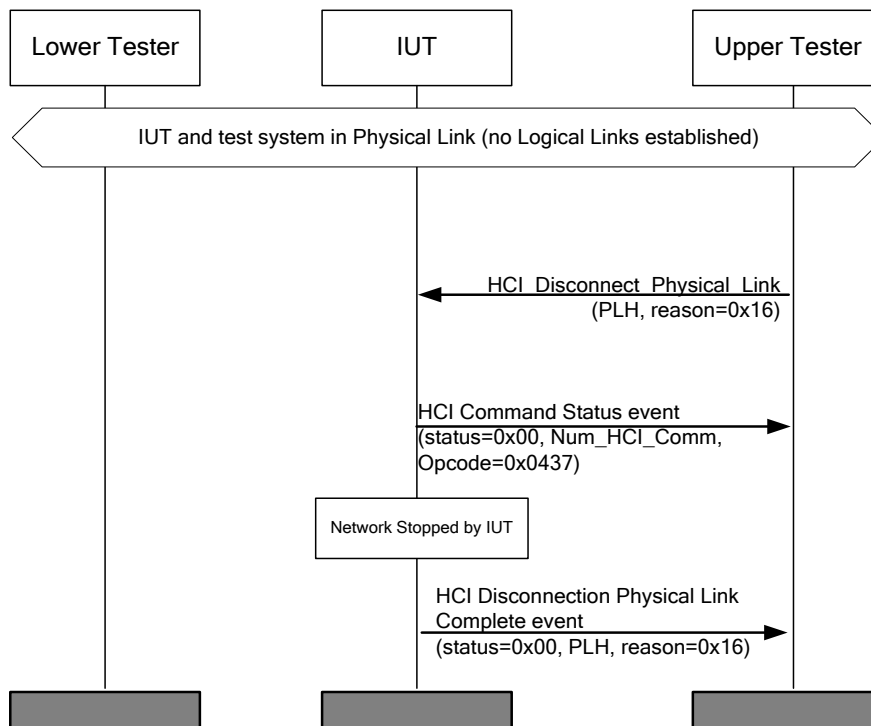 Lower Tester
IUT
Upper Tester
IUT and test system in Physical Link (no Logical Links established)
HCI_Disconnect_Physical_Link
(PLH, reason=0x16)
HCI Command Status event
(status=0x00, Num_HCI_Comm,
Opcode=0x0437)
Network Stopped by IUT
HCI Disconnection Physical Link
Complete event
(status=0x00, PLH, reason=0x16)